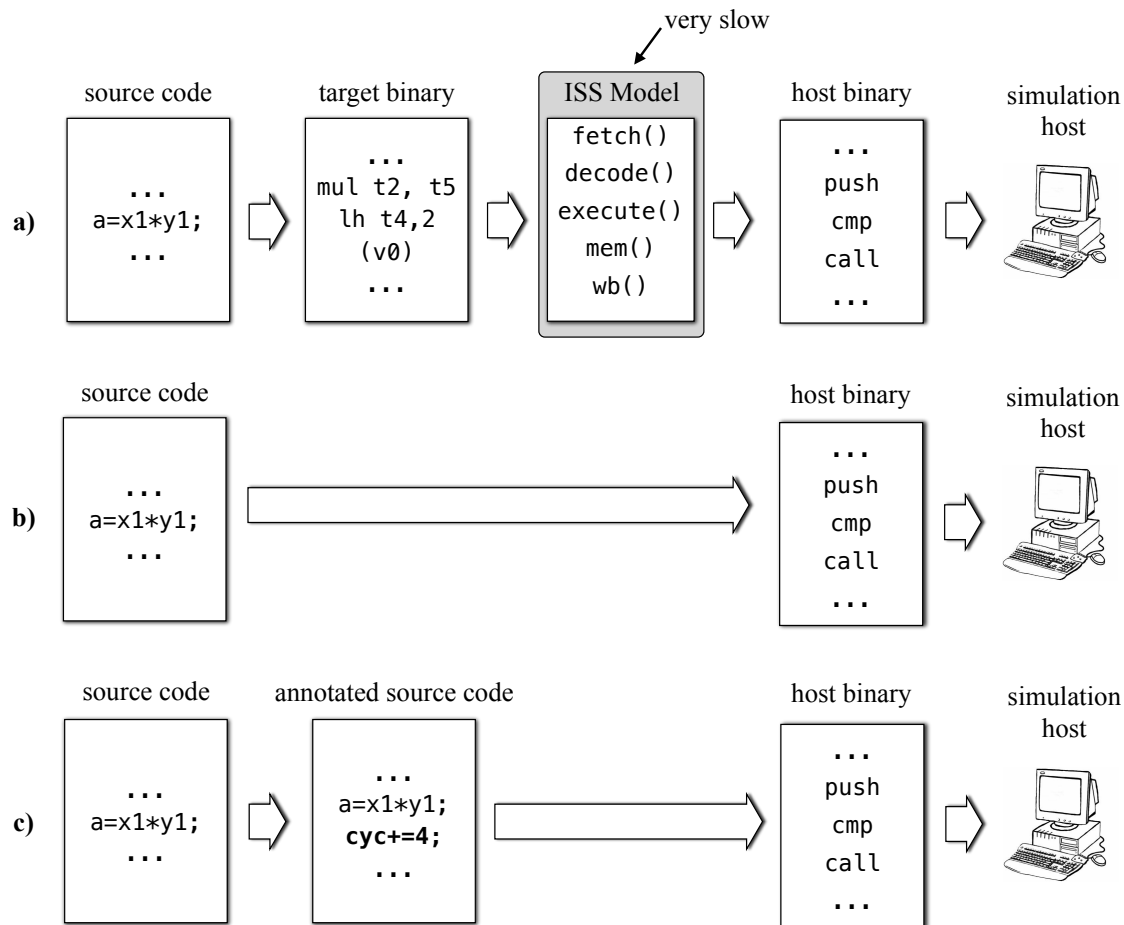 very slow
source code
target binary
ISS Model
host binary
simulation
host
a)
...
a=x1*y1;
...
...
mul t2, t5
lh t4,2
(v0)
...
fetch()
decode()
execute()
mem()
wb()
...
push
cmp
call
...
source code
host binary
simulation
host
b)
...
a=x1*y1;
...
...
push
cmp
call
...
source code
annotated source code
host binary
simulation
host
c)
...
a=x1*y1;
...
...
a=x1*y1;
cyc+=4;
...
...
push
cmp
call
...